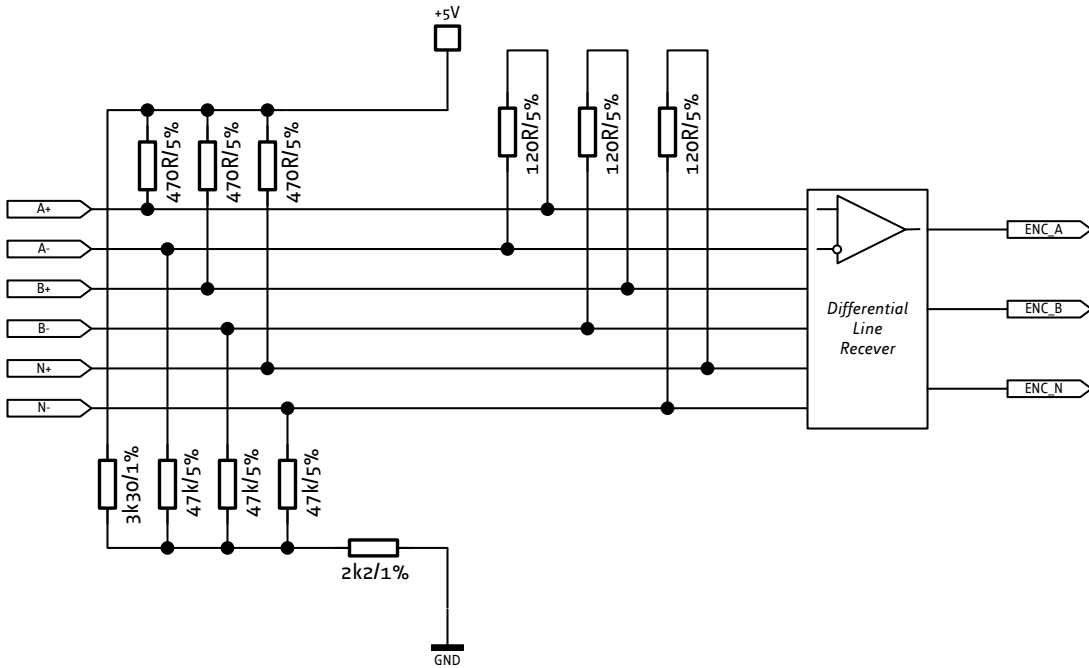 +5V
470R/5%
470R/5%
470R/5%
120R/5%
120R/5%
120R/5%
A+
A-
B+
B-
N+
N-
Differential
Line
Recever
ENC_A
ENC_B
ENC_N
3k30/1%
47k/5%
47k/5%
47k/5%
2k2/1%
GND